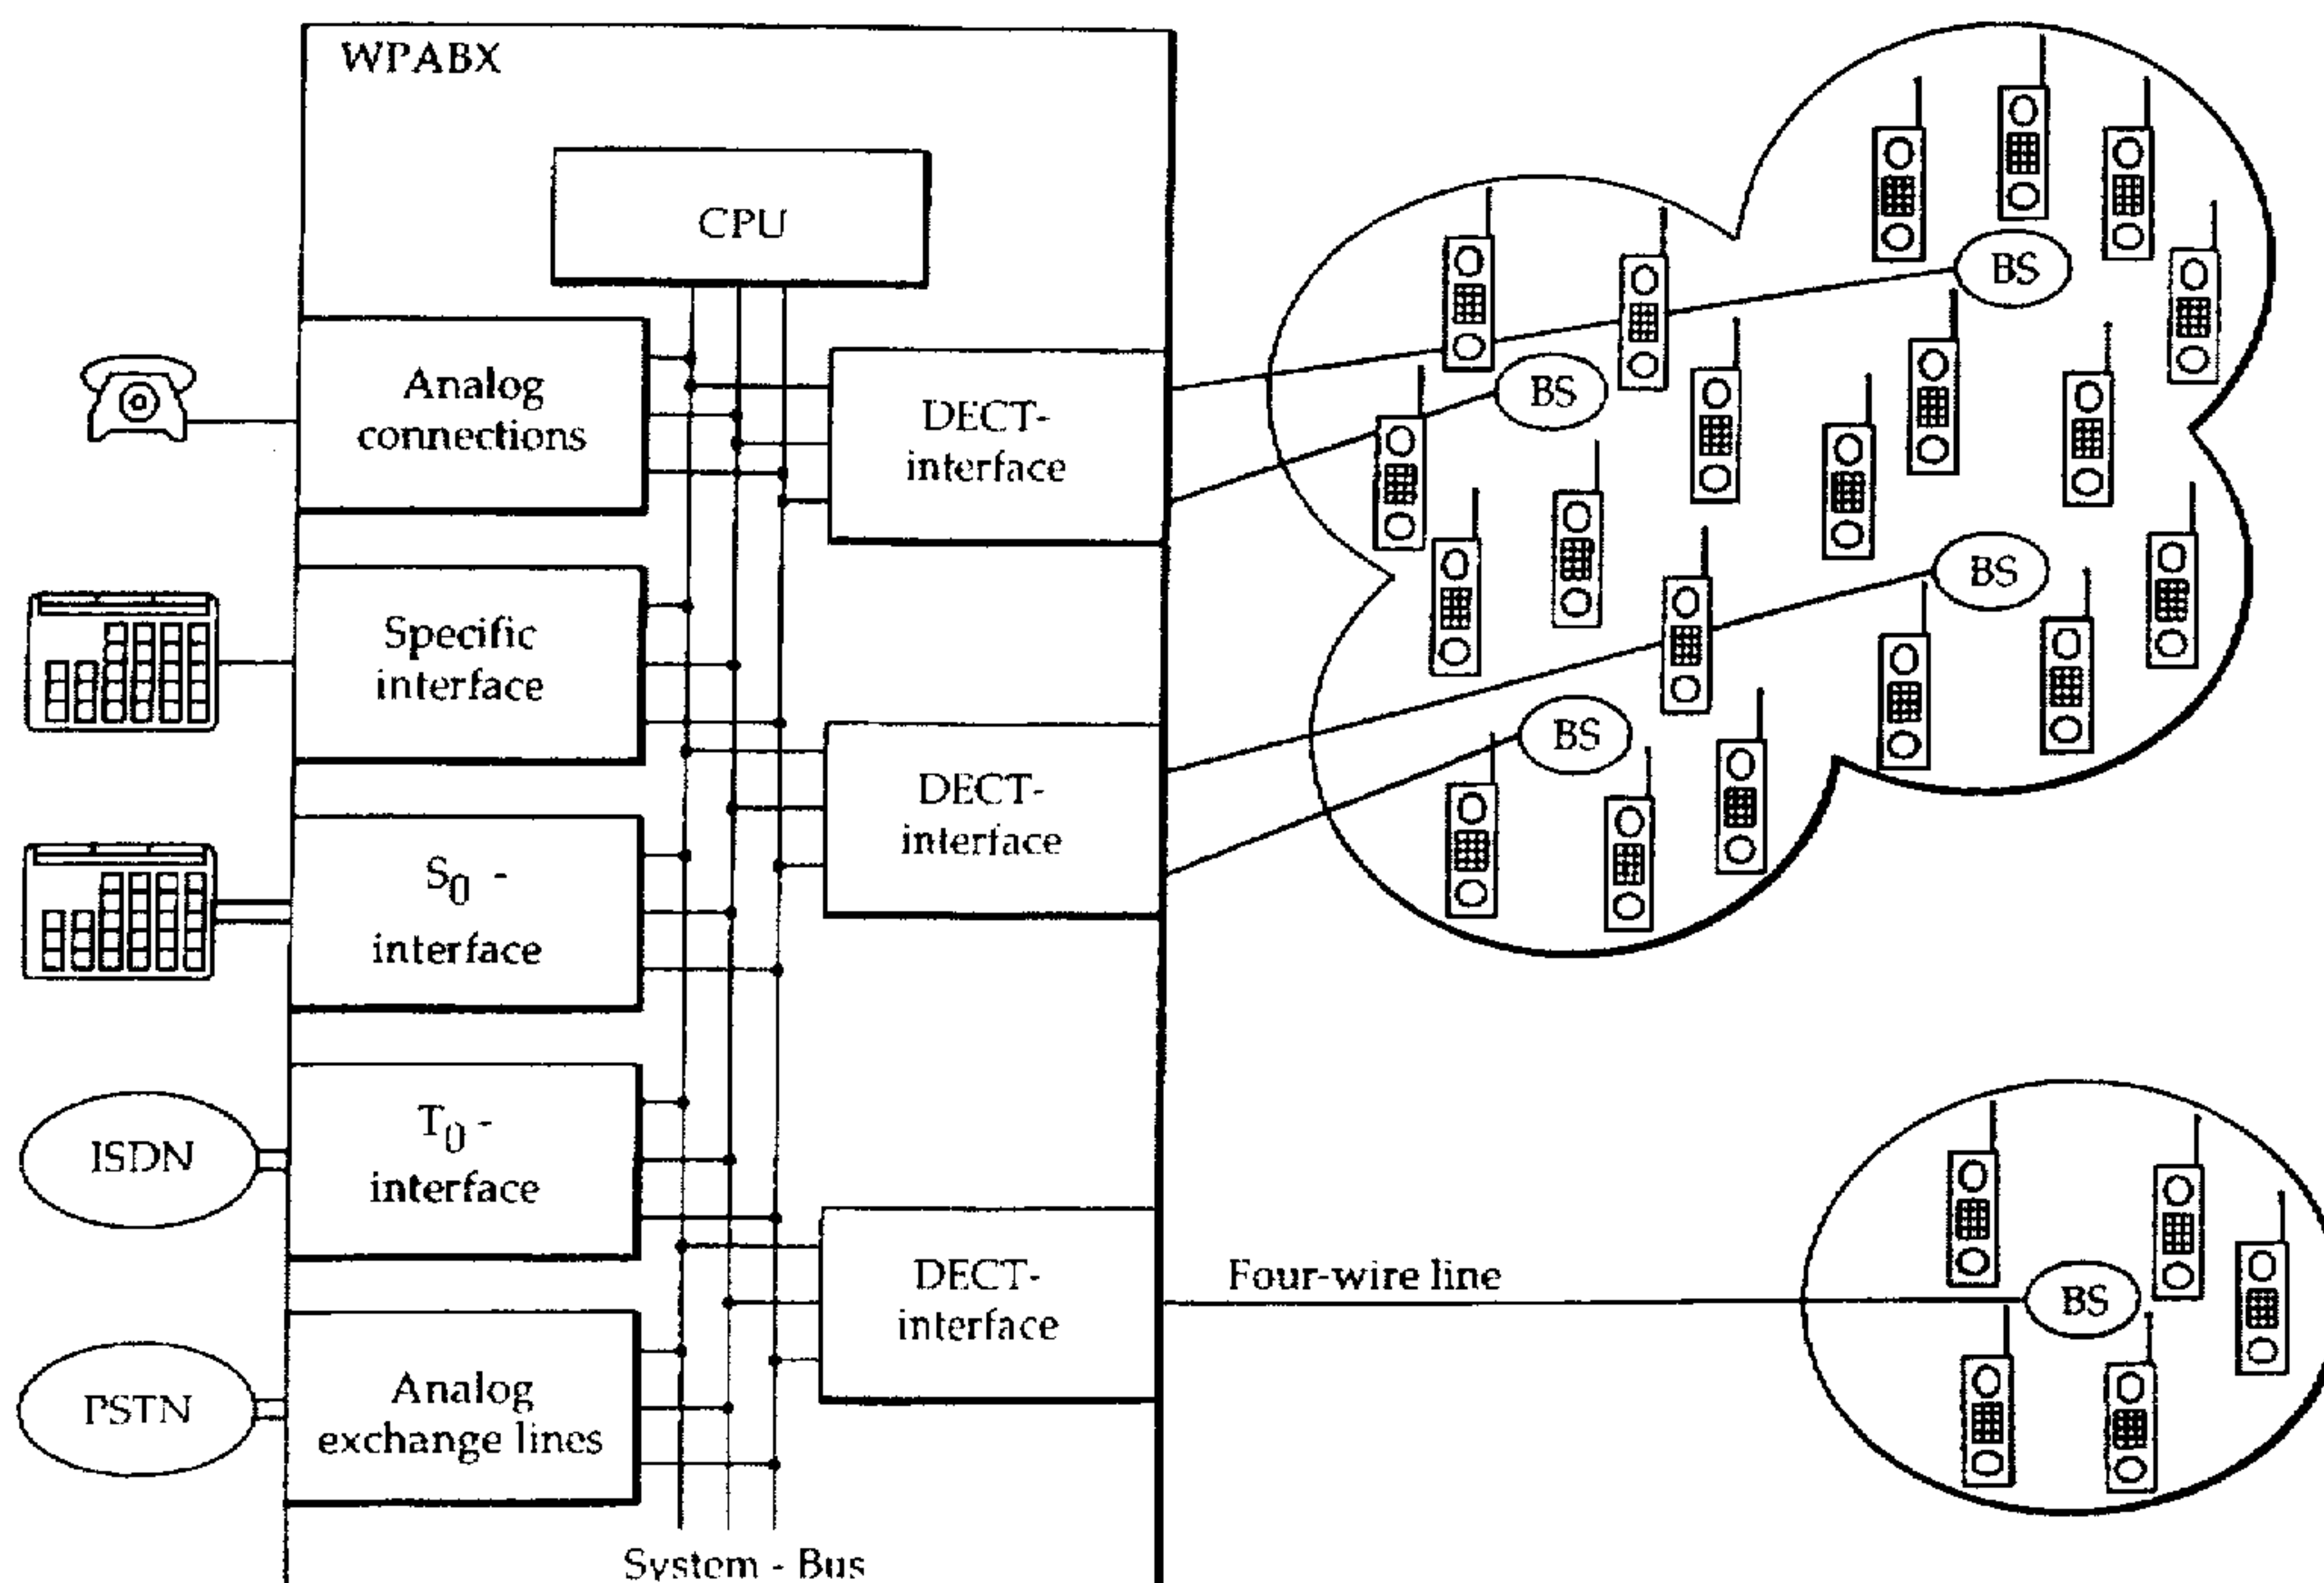 WPABX
CPU
Analog
connections
DECT-
interface
BS
BS
Specific
interface
BS
BS
DECT-
interface
S0 -
interface
T0 -
interface
ISDN
DECT-
interface
Four-wire line
BS
Analog
exchange lines
PSTN
System - Bus